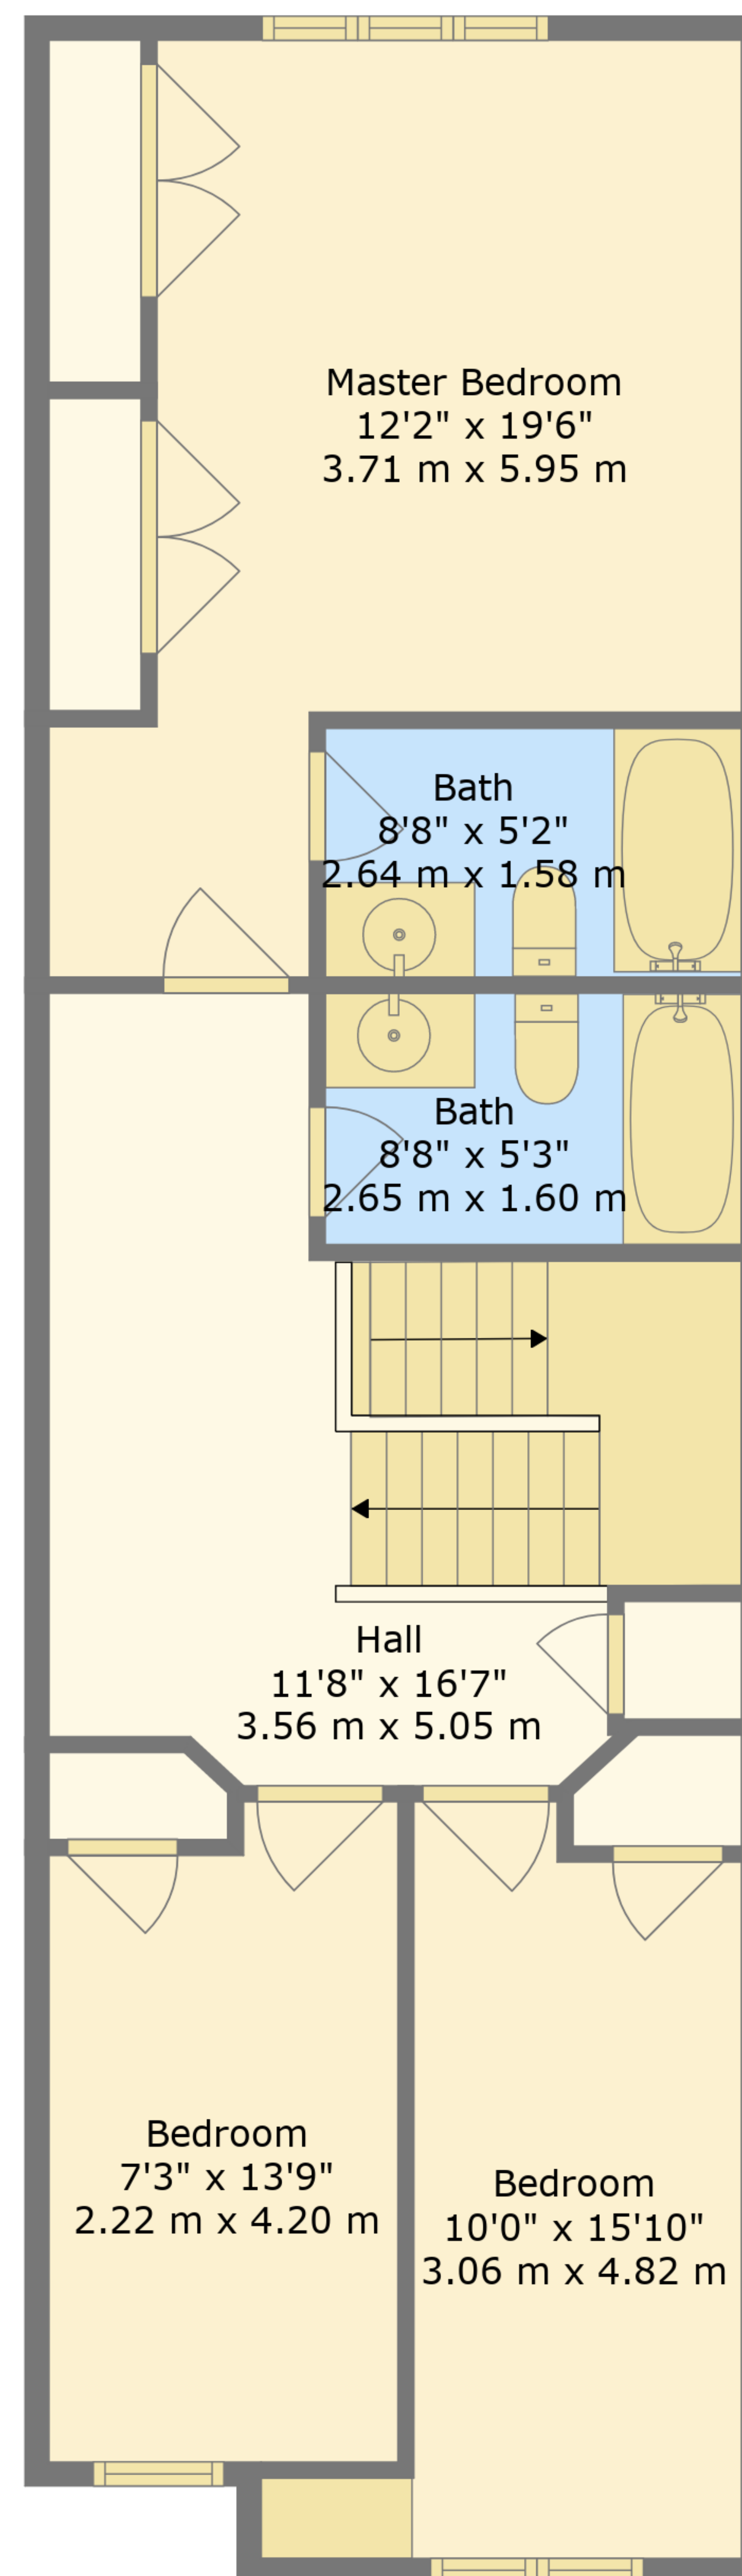 Master Bedroom
12'2" x 19'6"
3.71 m x 5.95 m
Bath
8'8" x 5'2"
2.64 m x 1.58 m
Bath
8'8" x 5'3"
2.65 m x 1.60 m
Hall
11'8" x 16'7"
3.56 m x 5.05 m
Bedroom
7'3" x 13'9"
2.22 m x 4.20 m
Bedroom
10'0" x 15'10"
3.06 m x 4.82 m